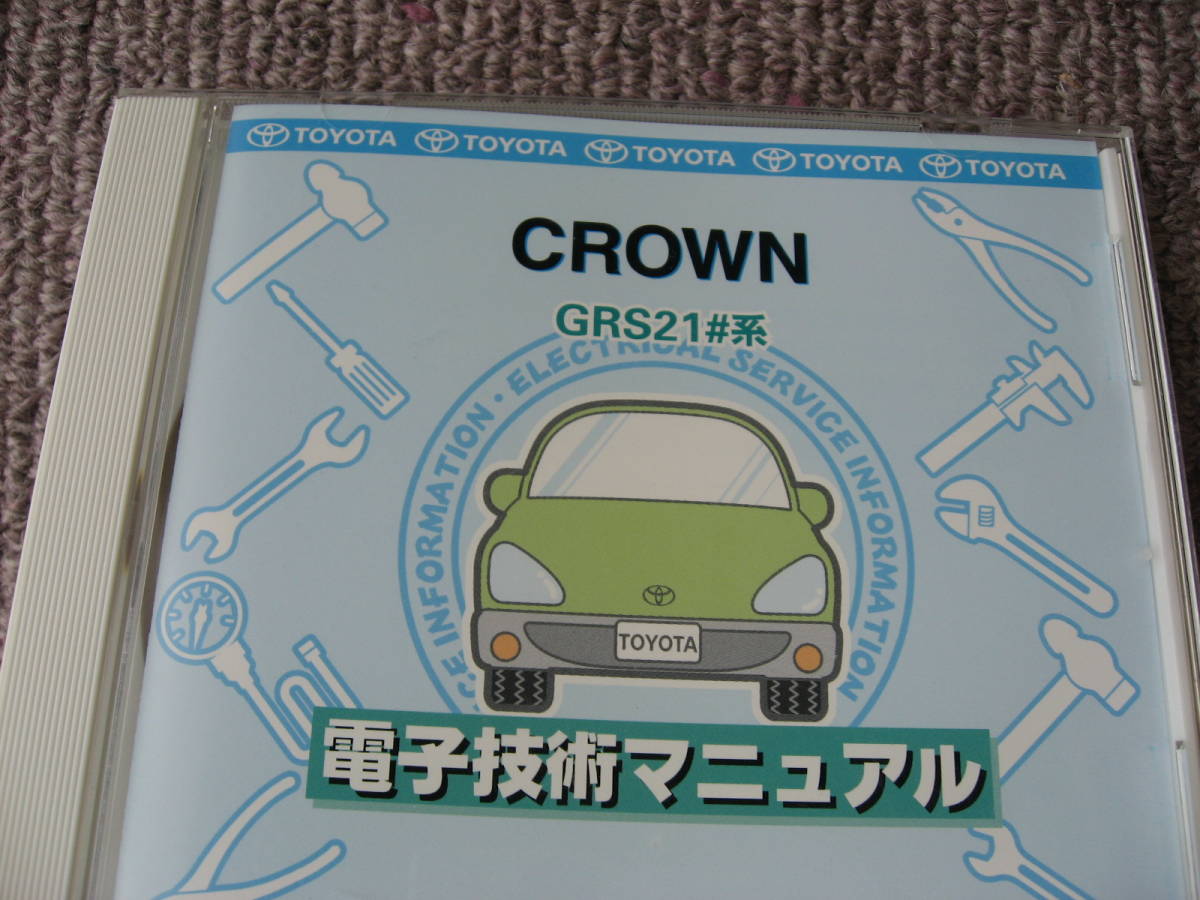 TOYOTA TOYOTA TOYOTA TOYOTA TOYOTA
CROWN
GRS21#系
INFORMATION・ELECTRICAL SERVICE INFORMATION
TOYOTA
電子技術マニュアル